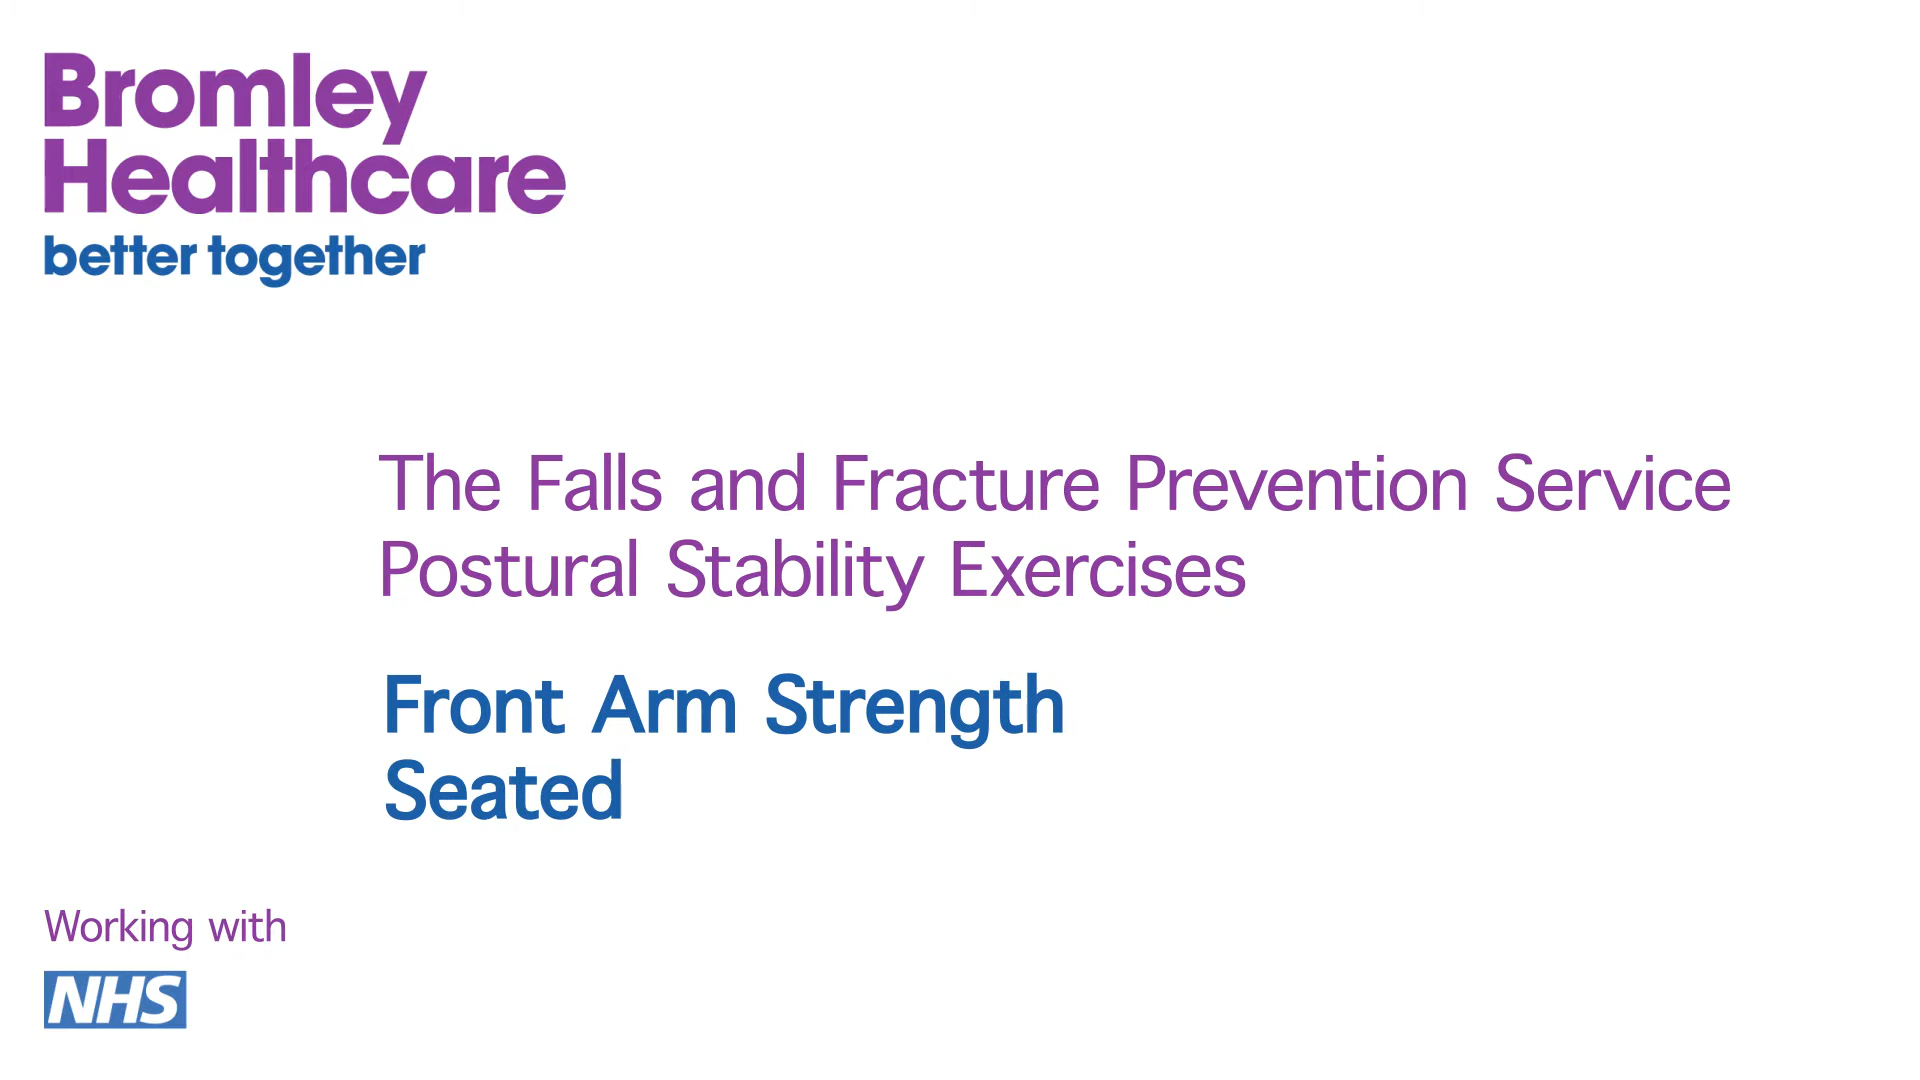 Bromley
Healthcare
better together
The Falls and Fracture Prevention Service
Postural Stability Exercises
Front Arm Strength
Seated
Working with
NHS